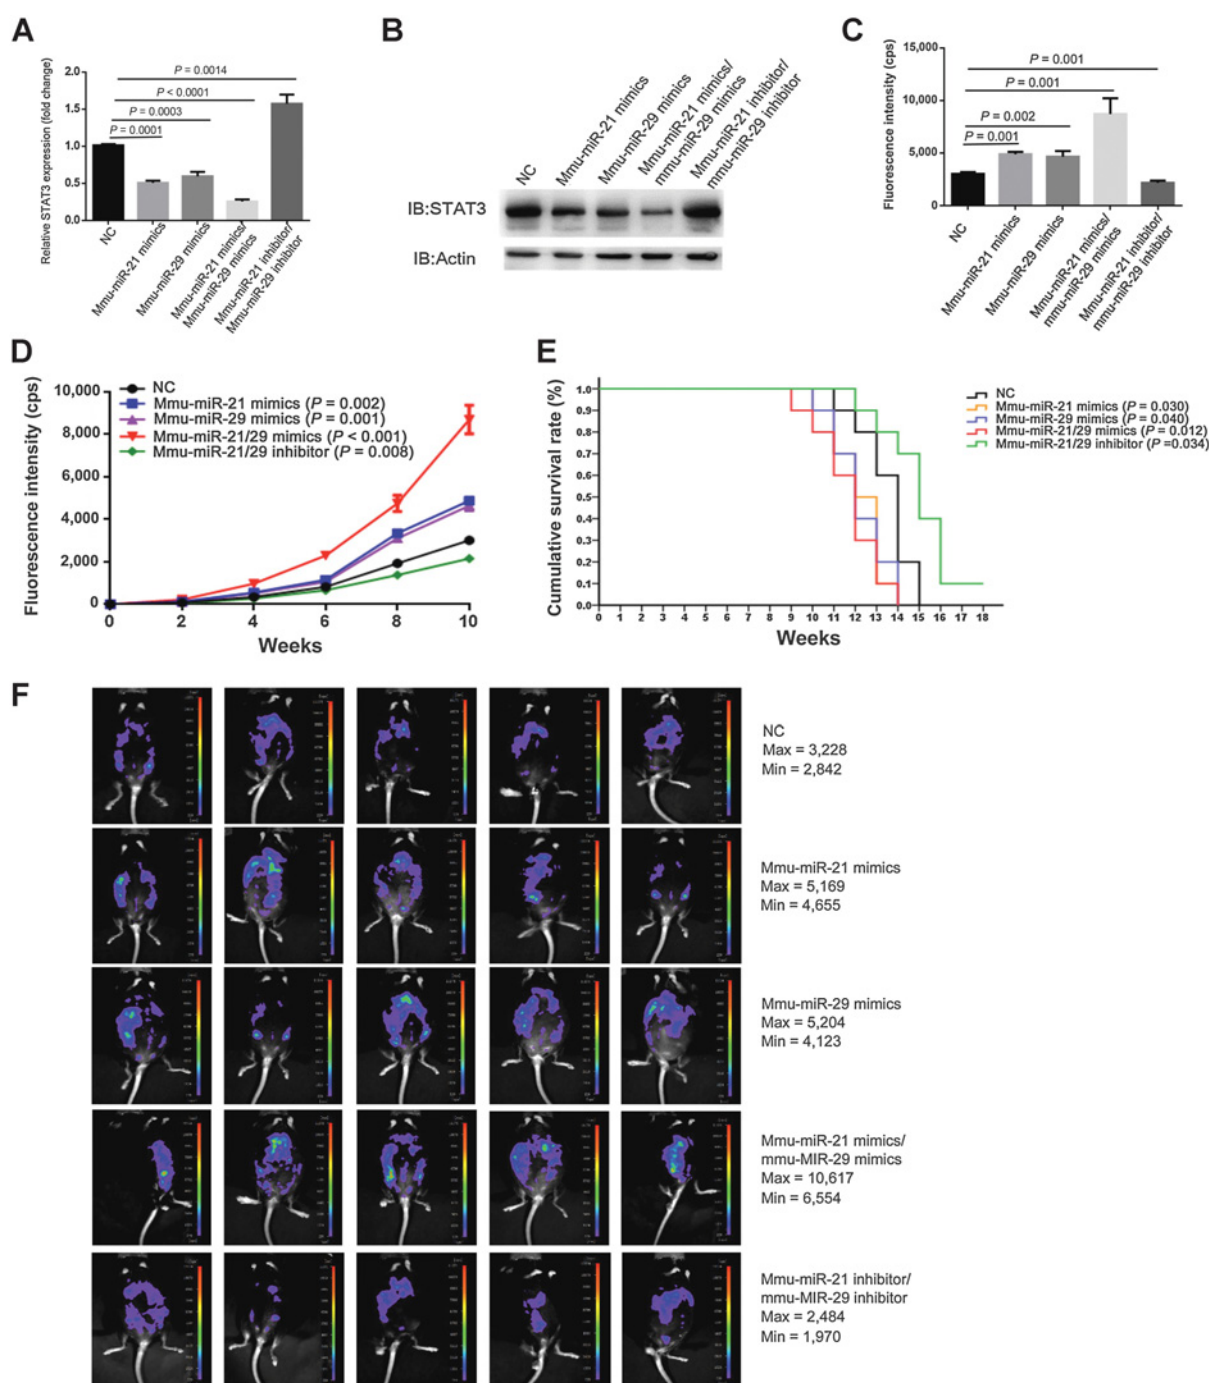 A
Relative STAT3 expression (fold change)
2.0
1.5
1.0
0.5
0.0
P = 0.0014
P < 0.0001
P = 0.0003
P = 0.0001
NC
Mmu-miR-21 mimics
Mmu-miR-29 mimics
Mmu-miR-21 mimics/
Mmu-miR-29 mimics
Mmu-miR-21 inhibitor/
Mmu-miR-29 inhibitor
B
NC
Mmu-miR-21 mimics
Mmu-miR-29 mimics
Mmu-miR-21 mimics/
mmu-miR-29 mimics
Mmu-miR-21 inhibitor/
mmu-miR-29 inhibitor
IB:STAT3
IB:Actin
C
Fluorescence intensity (cps)
15,000
10,000
5,000
0
P = 0.001
P = 0.001
P = 0.002
P = 0.001
NC
Mmu-miR-21 mimics
Mmu-miR-29 mimics
Mmu-miR-21 mimics/
mmu-miR-29 mimics
Mmu-miR-21 inhibitor/
mmu-miR-29 inhibitor
D
Fluorescence intensity (cps)
10,000
8,000
6,000
4,000
2,000
0
NC
Mmu-miR-21 mimics (P = 0.002)
Mmu-miR-29 mimics (P = 0.001)
Mmu-miR-21/29 mimics (P < 0.001)
Mmu-miR-21/29 inhibitor (P = 0.008)
0 2 4 6 8 10
Weeks
E
Cumulative survival rate (%)
1.0
0.9
0.8
0.7
0.6
0.5
0.4
0.3
0.2
0.1
0.0
NC
Mmu-miR-21 mimics (P = 0.030)
Mmu-miR-29 mimics (P = 0.040)
Mmu-miR-21/29 mimics (P = 0.012)
Mmu-miR-21/29 inhibitor (P =0.034)
0 1 2 3 4 5 6 7 8 9 10 11 12 13 14 15 16 17 18
Weeks
F
NC
Max = 3,228
Min = 2,842
Mmu-miR-21 mimics
Max = 5,169
Min = 4,655
Mmu-miR-29 mimics
Max = 5,204
Min = 4,123
Mmu-miR-21 mimics/
mmu-MIR-29 mimics
Max = 10,617
Min = 6,554
Mmu-miR-21 inhibitor/
mmu-MIR-29 inhibitor
Max = 2,484
Min = 1,970